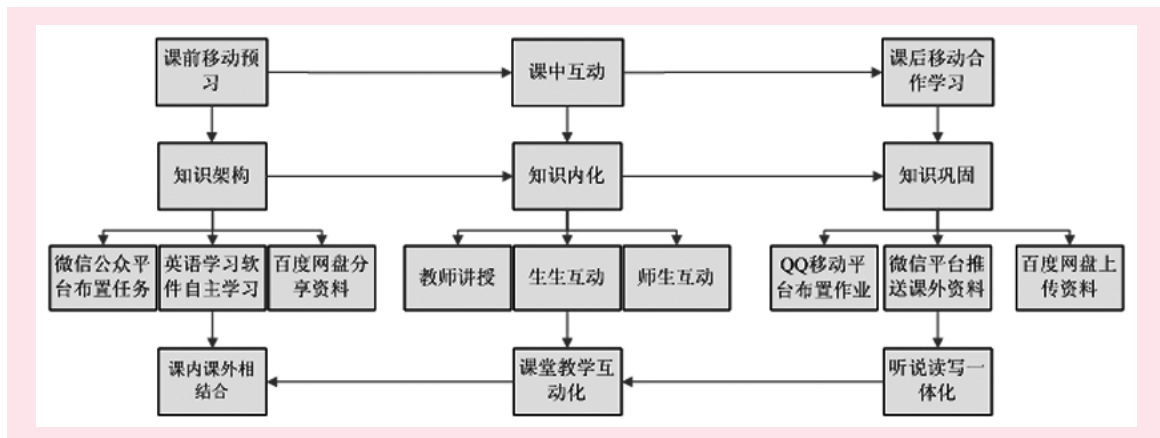 课前移动预
习
课中互动
课后移动合
作学习
知识架构
知识内化
知识巩固
微信公众平
台布置任务
英语学习软
件自主学习
百度网盘分
享资料
教师讲授
生生互动
师生互动
QQ移动平
台布置作业
微信平台推
送课外资料
百度网盘上
传资料
课内课外相
结合
课堂教学互
动化
听说读写一
体化